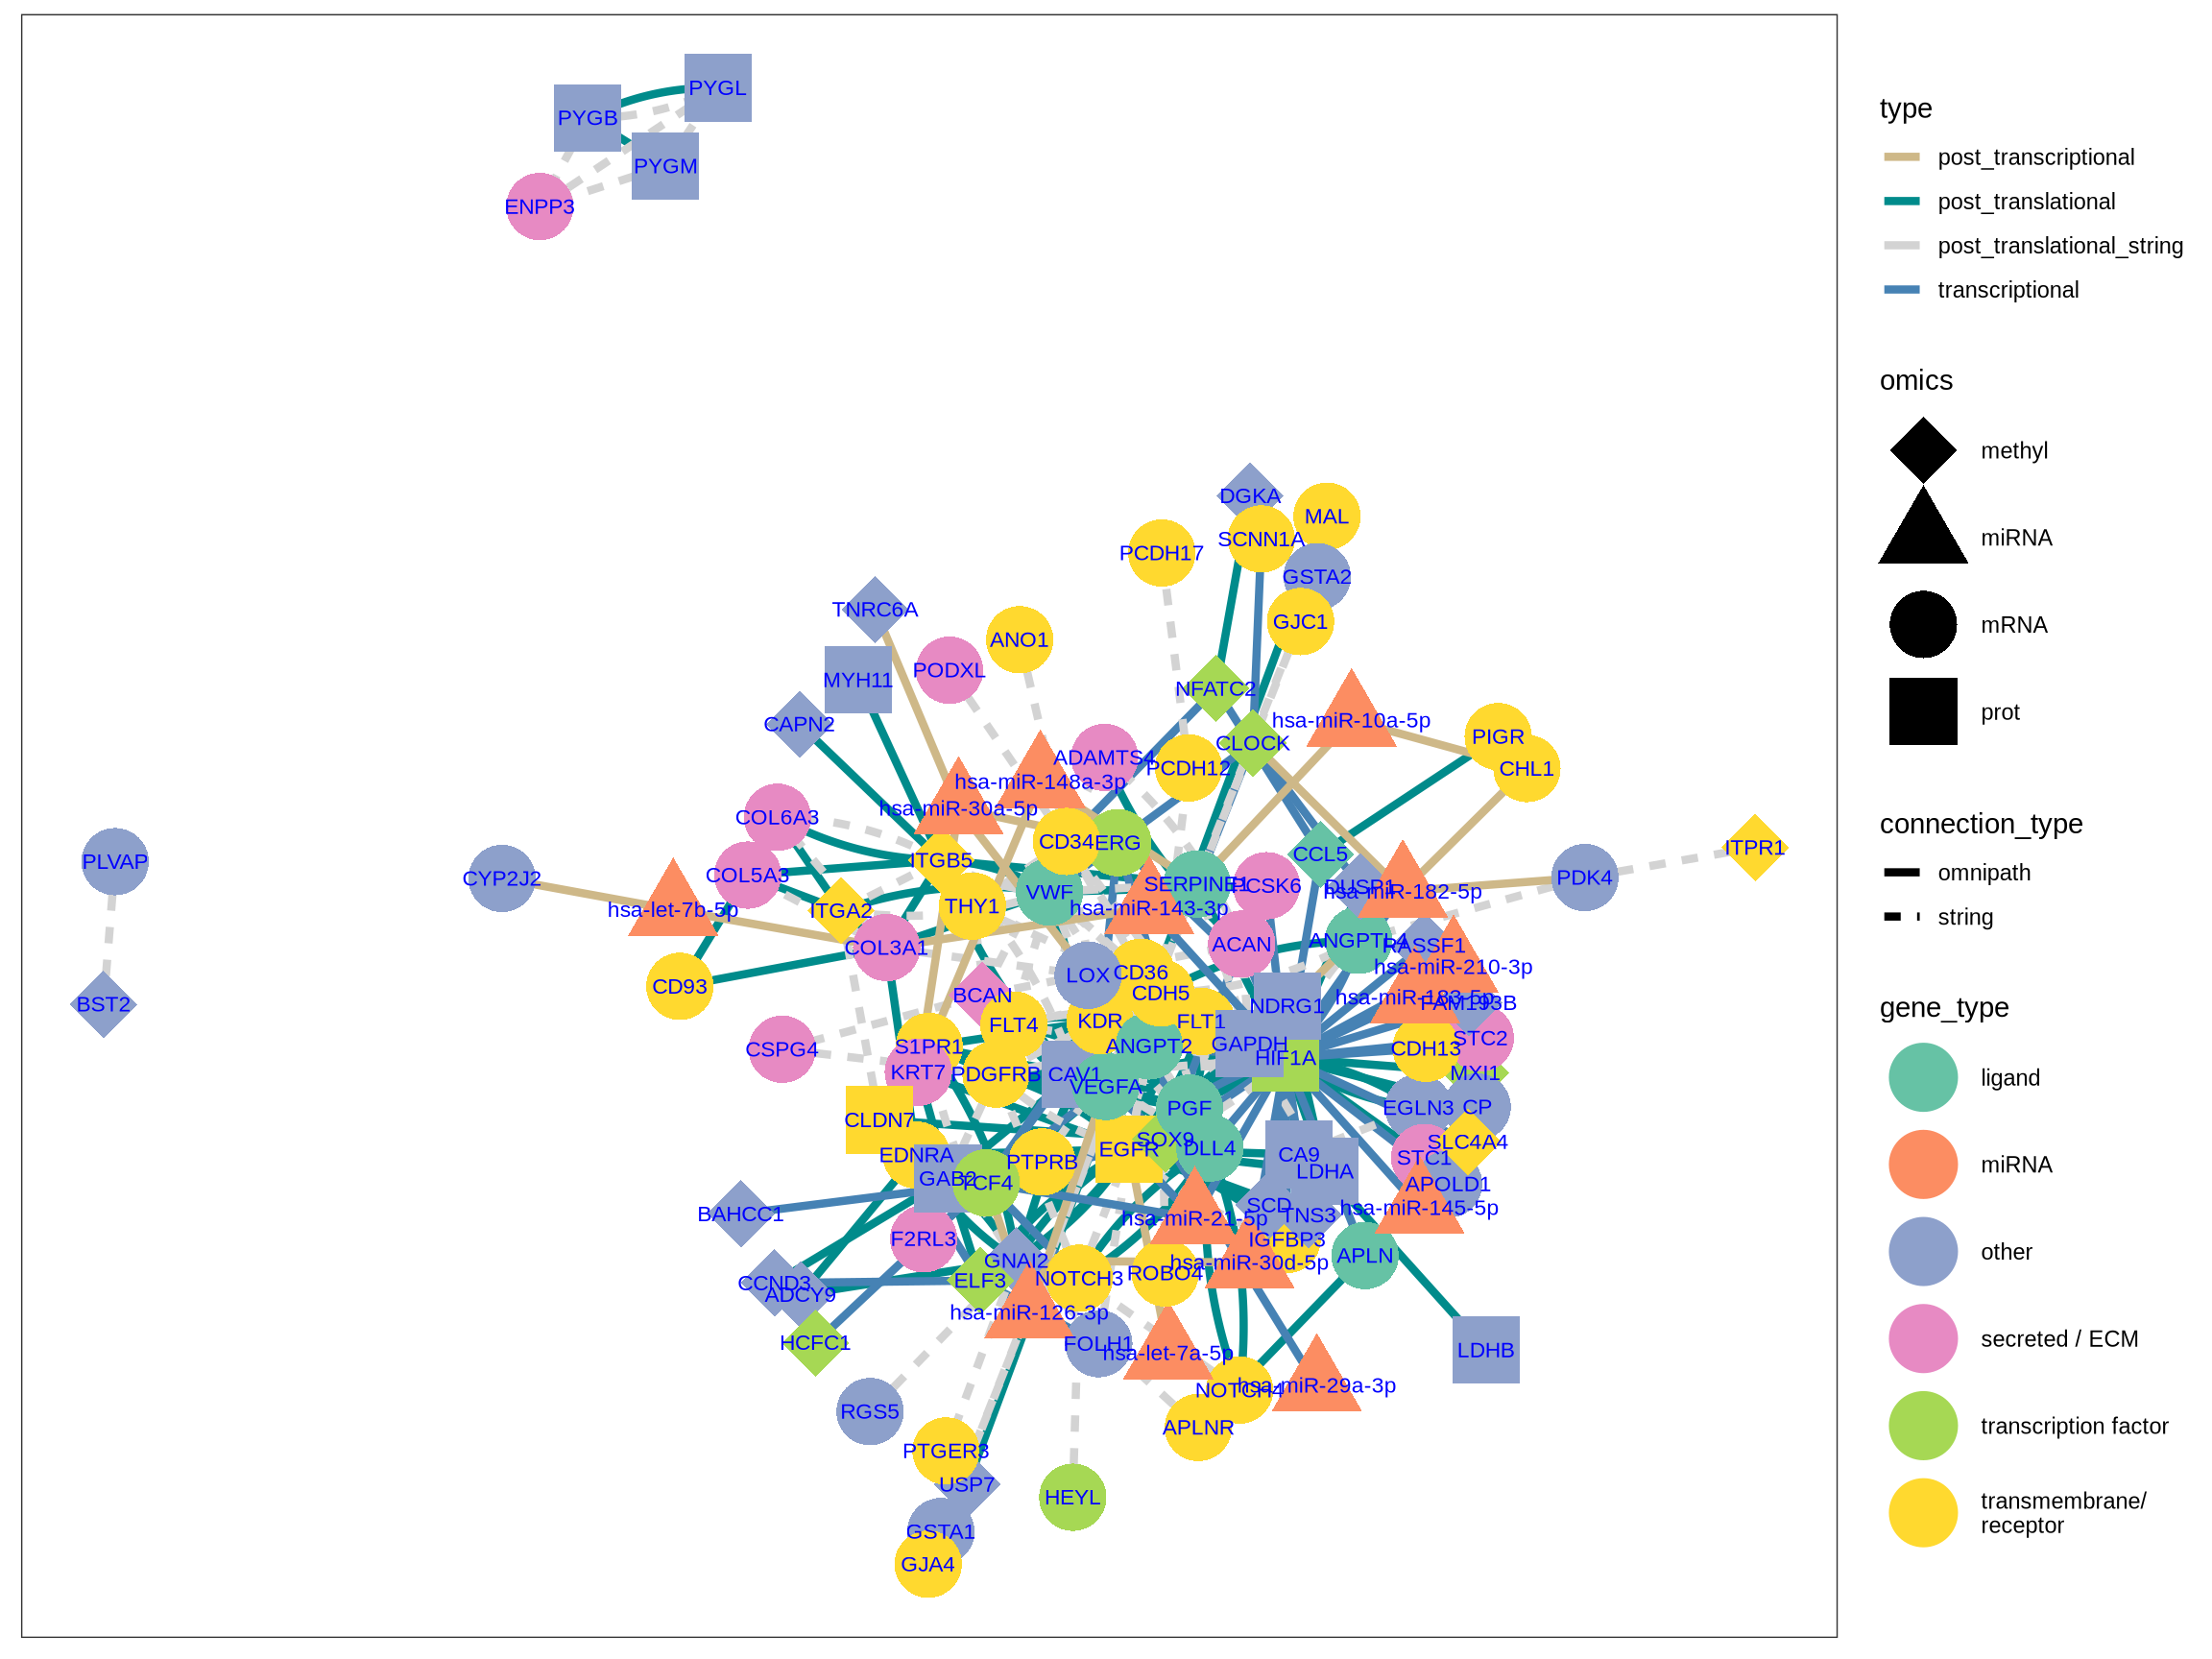 PYGL
PYGB
PYGM
ENPP3
DGKA
MAL
SCNN1A
PCDH17
GSTA2
TNRC6A
GJC1
ANO1
PODXL
MYH11
NFATC2
CAPN2
hsa-miR-10a-5p
PIGR
CLOCK
ADAMTS4
PCDH12
CHL1
hsa-miR-148a-3p
hsa-miR-30a-5p
COL6A3
CD34
ERG
ITPR1
CCL5
PLVAP
ITGB5
COL5A3
CYP2J2
PDK4
SERPINE1
PCSK6
DUSP1
hsa-miR-182-5p
VWF
THY1
hsa-miR-143-3p
hsa-let-7b-5p
ITGA2
ANGPTL4
ACAN
RASSF1
COL3A1
hsa-miR-210-3p
CD36
LOX
CD93
CDH5
BCAN
hsa-miR-183-5p
FAM193B
BST2
NDRG1
FLT4
KDR
FLT1
STC2
S1PR1
ANGPT2
GAPDH
CSPG4
CDH13
HIF1A
KRT7
PDGFRB
CAV1
MXI1
VEGFA
PGF
EGLN3
CP
CLDN7
SOX9
SLC4A4
EGFR
DLL4
EDNRA
CA9
STC1
PTPRB
LDHA
GAB2
TCF4
APOLD1
SCD
hsa-miR-145-5p
BAHCC1
TNS3
hsa-miR-21-5p
F2RL3
IGFBP3
APLN
GNAI2
hsa-miR-30d-5p
ROBO4
NOTCH3
ELF3
CCND3
ADCY9
hsa-miR-126-3p
HCFC1
FOLH1
LDHB
hsa-let-7a-5p
hsa-miR-29a-3p
NOTCH4
RGS5
APLNR
PTGER3
USP7
HEYL
GSTA1
GJA4
type
post_transcriptional
post_translational
post_translational_string
transcriptional
omics
methyl
miRNA
mRNA
prot
connection_type
omnipath
string
gene_type
ligand
miRNA
other
secreted / ECM
transcription factor
transmembrane/
receptor